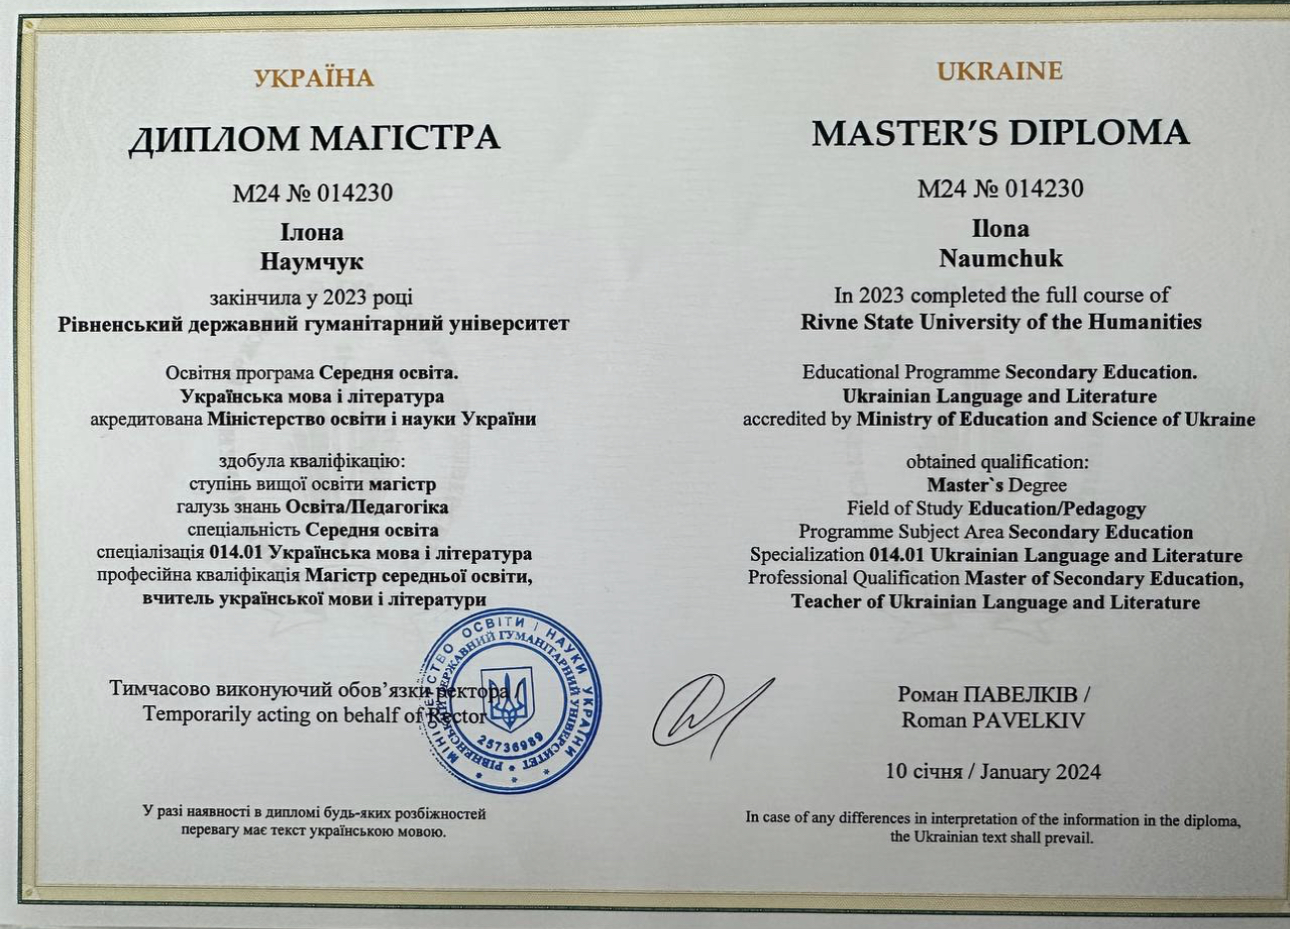 УКРАЇНА
ДИПЛОМ МАГІСТРА
М24 № 014230
Ілона
Наумчук
закінчила у 2023 році
Рівненський державний гуманітарний університет
Освітня програма Середня освіта.
Українська мова і література
акредитована Міністерство освіти і науки України
здобула кваліфікацію:
ступінь вищої освіти магістр
галузь знань Освіта/Педагогіка
спеціальність Середня освіта
спеціалізація 014.01 Українська мова і література
професійна кваліфікація Магістр середньої освіти,
вчитель української мови і літератури
Тимчасово виконуючий обов’язки ректора /
Temporarily acting on behalf of Rector
МІНІСТЕРСТВО ОСВІТИ І НАУКИ УКРАЇНИ
РІВНЕНСЬКИЙ ДЕРЖАВНИЙ ГУМАНІТАРНИЙ УНІВЕРСИТЕТ
25736989
У разі наявності в дипломі будь-яких розбіжностей
перевагу має текст українською мовою.
UKRAINE
MASTER’S DIPLOMA
M24 № 014230
Ilona
Naumchuk
In 2023 completed the full course of
Rivne State University of the Humanities
Educational Programme Secondary Education.
Ukrainian Language and Literature
accredited by Ministry of Education and Science of Ukraine
obtained qualification:
Master`s Degree
Field of Study Education/Pedagogy
Programme Subject Area Secondary Education
Specialization 014.01 Ukrainian Language and Literature
Professional Qualification Master of Secondary Education,
Teacher of Ukrainian Language and Literature
Роман ПАВЕЛКІВ /
Roman PAVELKIV
10 січня / January 2024
In case of any differences in interpretation of the information in the diploma,
the Ukrainian text shall prevail.